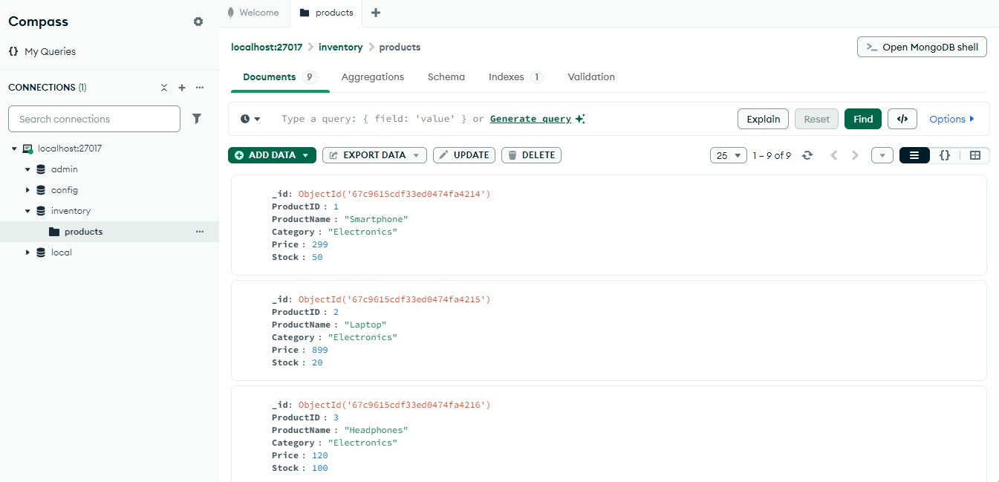 Compass
My Queries
CONNECTIONS (1)
Search connections
localhost:27017
admin
config
inventory
products
local
Welcome
products
localhost:27017 > inventory > products
>_ Open MongoDB shell
Documents 9 Aggregations Schema Indexes 1 Validation
Type a query: { field: 'value' } or Generate query
Explain Reset Find </> Options
ADD DATA EXPORT DATA UPDATE DELETE
25 1 – 9 of 9 {}
_id: ObjectId('67c9615cdf33ed0474fa4214')
ProductID : 1
ProductName : "Smartphone"
Category : "Electronics"
Price : 299
Stock : 50
_id: ObjectId('67c9615cdf33ed0474fa4215')
ProductID : 2
ProductName : "Laptop"
Category : "Electronics"
Price : 899
Stock : 20
_id: ObjectId('67c9615cdf33ed0474fa4216')
ProductID : 3
ProductName : "Headphones"
Category : "Electronics"
Price : 120
Stock : 100